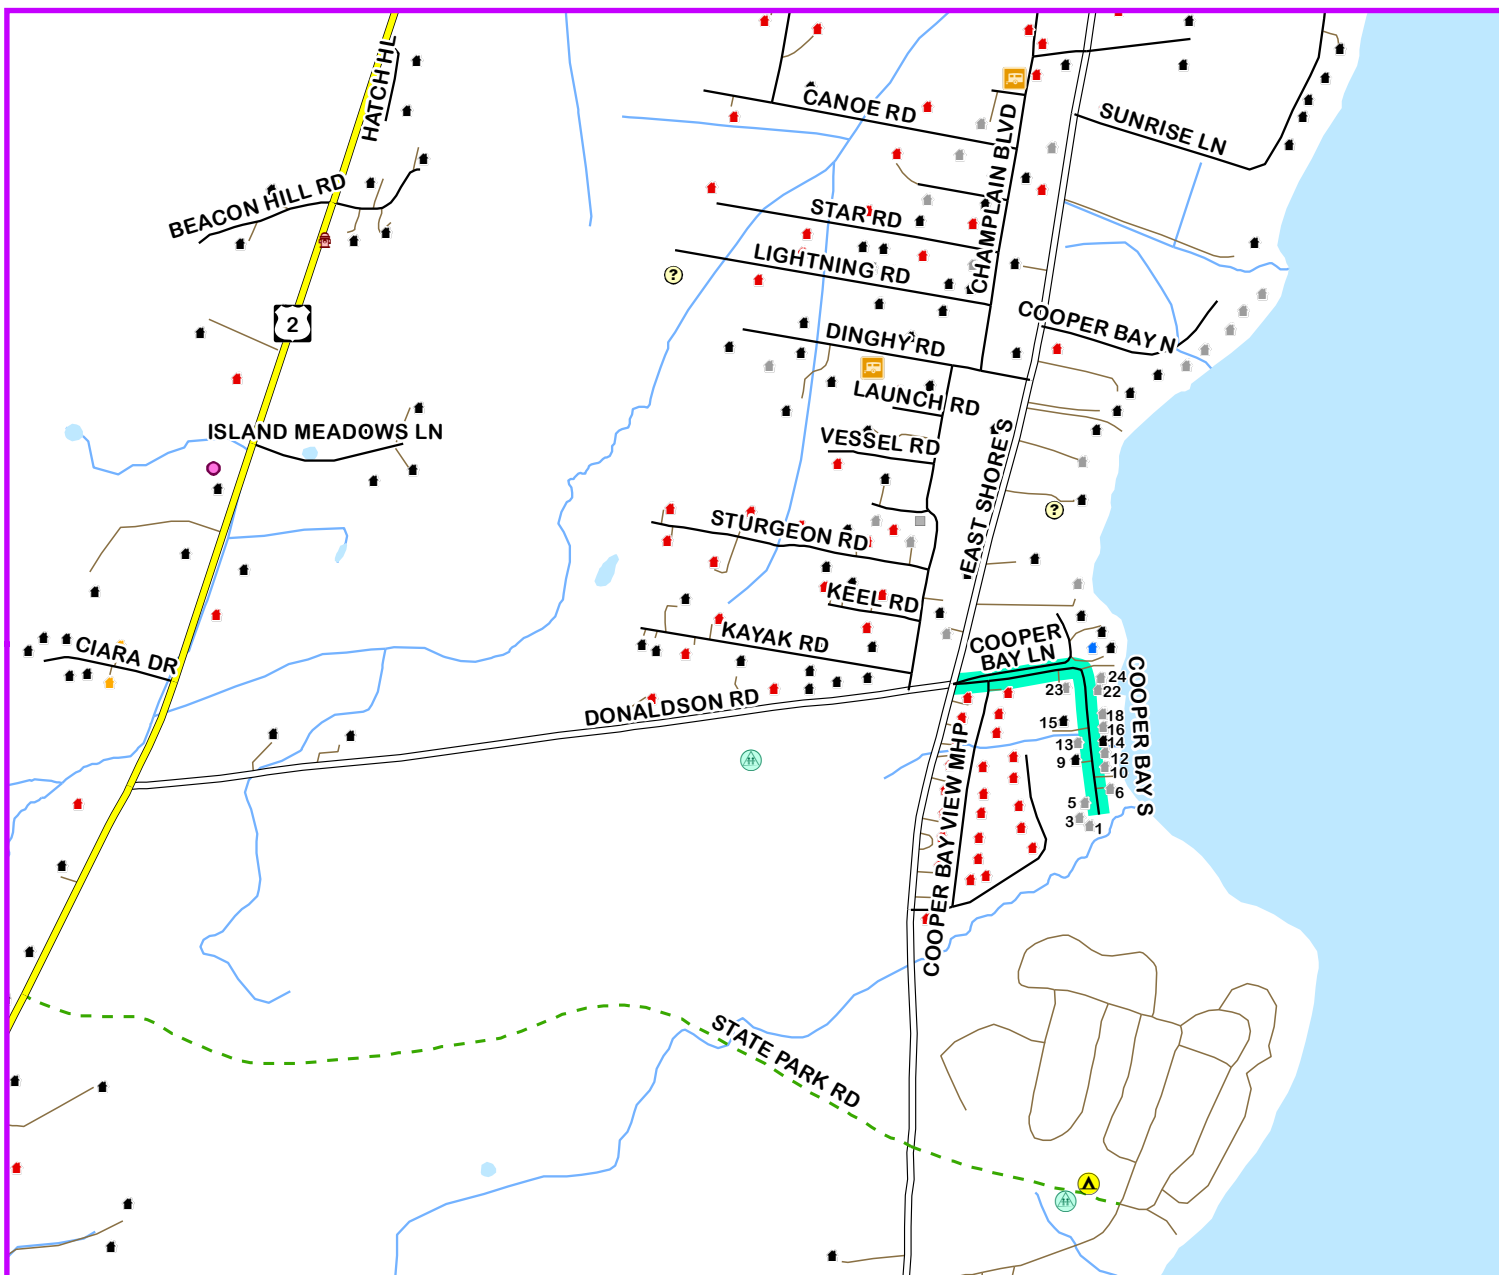 HATCH HL
CANOE RD
SUNRISE LN
CHAMPLAIN BLVD
BEACON HILL RD
STAR RD
LIGHTNING RD
?
2
COOPER BAY N
DINGHY RD
LAUNCH RD
ISLAND MEADOWS LN
VESSEL RD
EAST SHORE S
?
STURGEON RD
KEEL RD
KAYAK RD
COOPER
BAY LN
CIARA DR
DONALDSON RD
COOPER BAY S
24
23
22
18
15
16
14
13
12
9
10
6
5
3
1
COOPER BAY VIEW MHP
STATE PARK RD